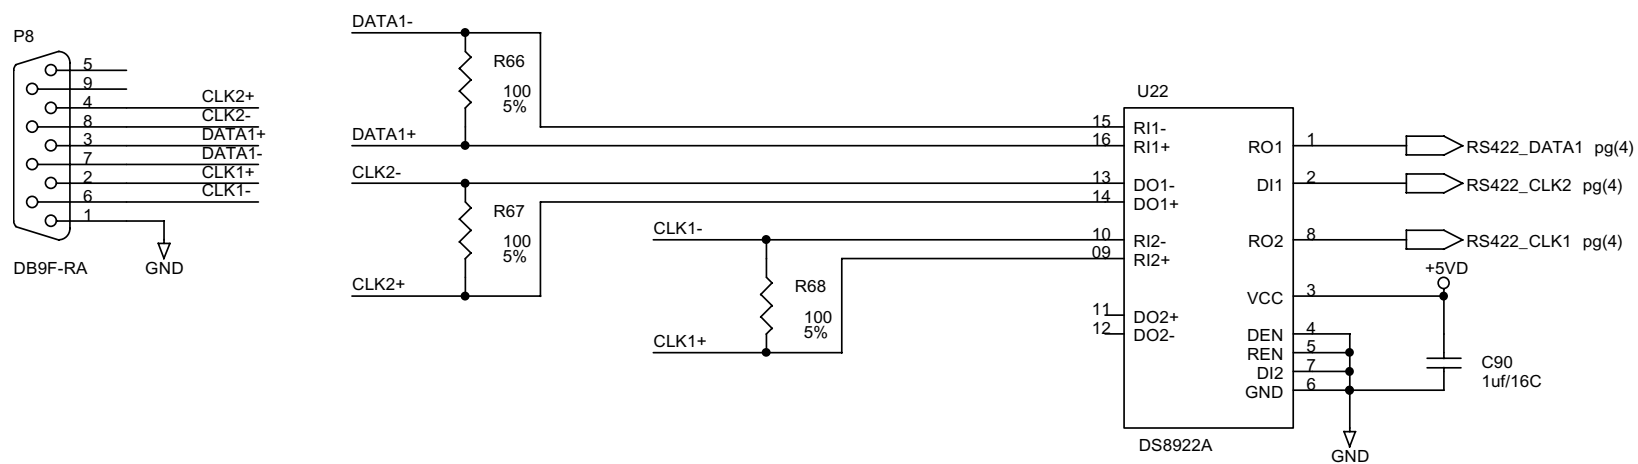 P8
5
9
4 CLK2+
8 CLK2-
3 DATA1+
7 DATA1-
2 CLK1+
6 CLK1-
1
DB9F-RA
GND
DATA1-
R66
100
5%
DATA1+
CLK2-
R67
100
5%
CLK2+
CLK1-
R68
100
5%
CLK1+
U22
15 RI1-
16 RI1+
13 DO1-
14 DO1+
10 RI2-
09 RI2+
11 DO2+
12 DO2-
RO1 1 RS422_DATA1 pg(4)
DI1 2 RS422_CLK2 pg(4)
RO2 8 RS422_CLK1 pg(4)
+5VD
VCC 3
DEN 4
REN 5
DI2 7
GND 6
C90
1uf/16C
DS8922A
GND